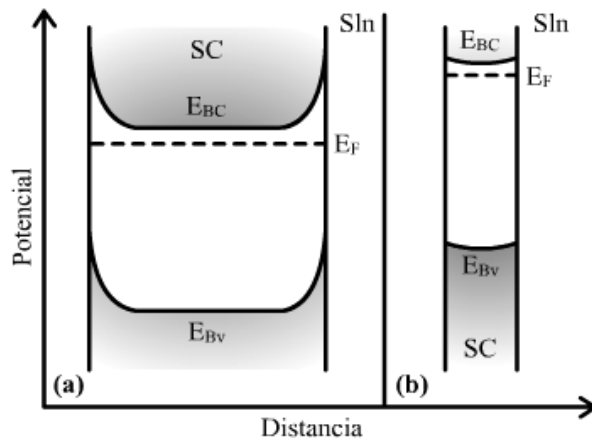 Potencial
SC
Sln
E_BC
E_F
E_Bv
(a)
E_BC
Sln
E_F
E_Bv
SC
(b)
Distancia